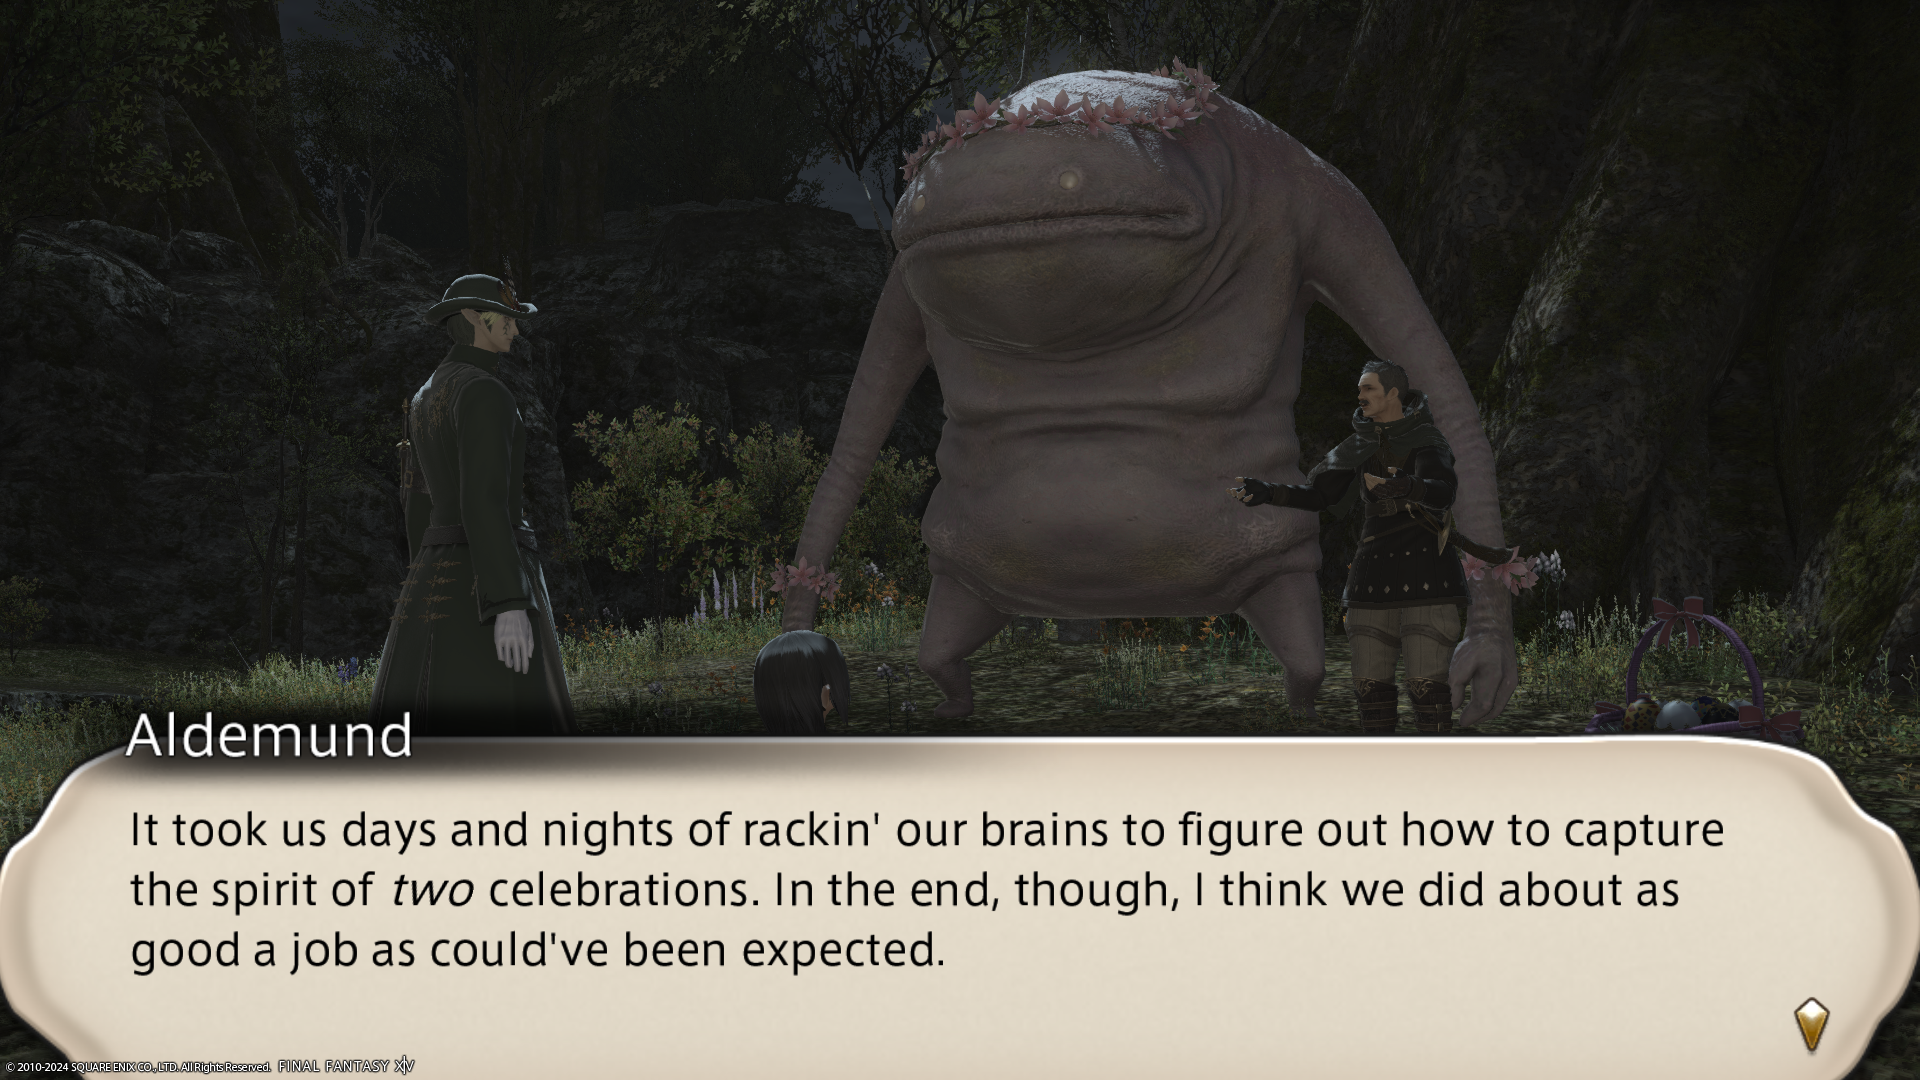 Aldemund
It took us days and nights of rackin' our brains to figure out how to capture
the spirit of two celebrations. In the end, though, I think we did about as
good a job as could've been expected.
© 2010-2024 SQUARE ENIX CO., LTD. All Rights Reserved. FINAL FANTASY XIV